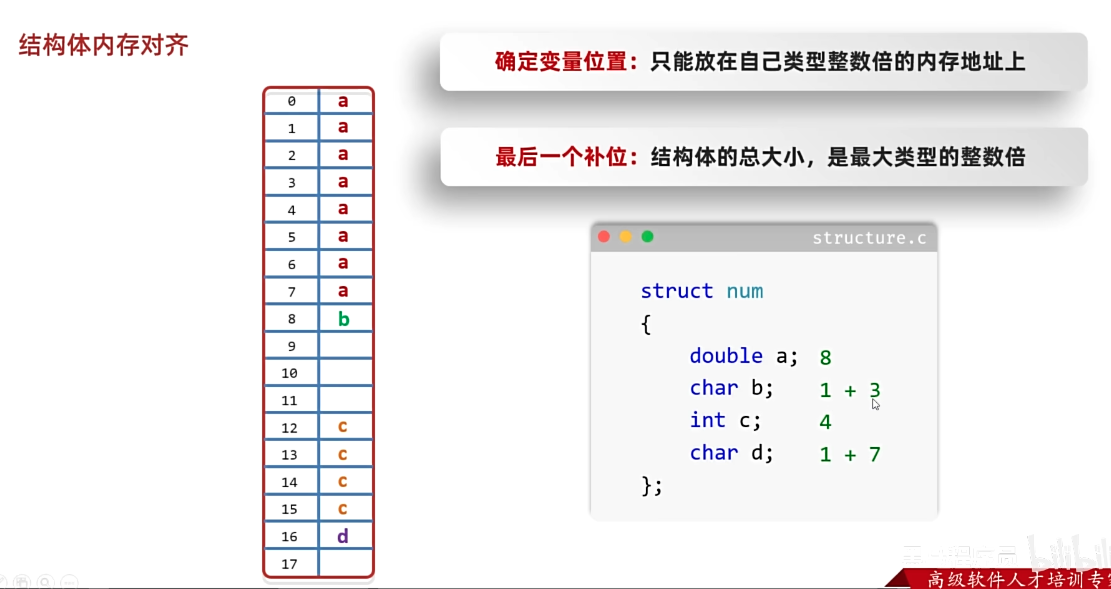 结构体内存对齐
确定变量位置：只能放在自己类型整数倍的内存地址上
最后一个补位：结构体的总大小，是最大类型的整数倍
0 a
1 a
2 a
3 a
4 a
5 a
6 a
7 a
8 b
9
10
11
12 c
13 c
14 c
15 c
16 d
17
structure.c
struct num
{
double a; 8
char b; 1 + 3
int c; 4
char d; 1 + 7
};
bilibili
高级软件人才培训专家